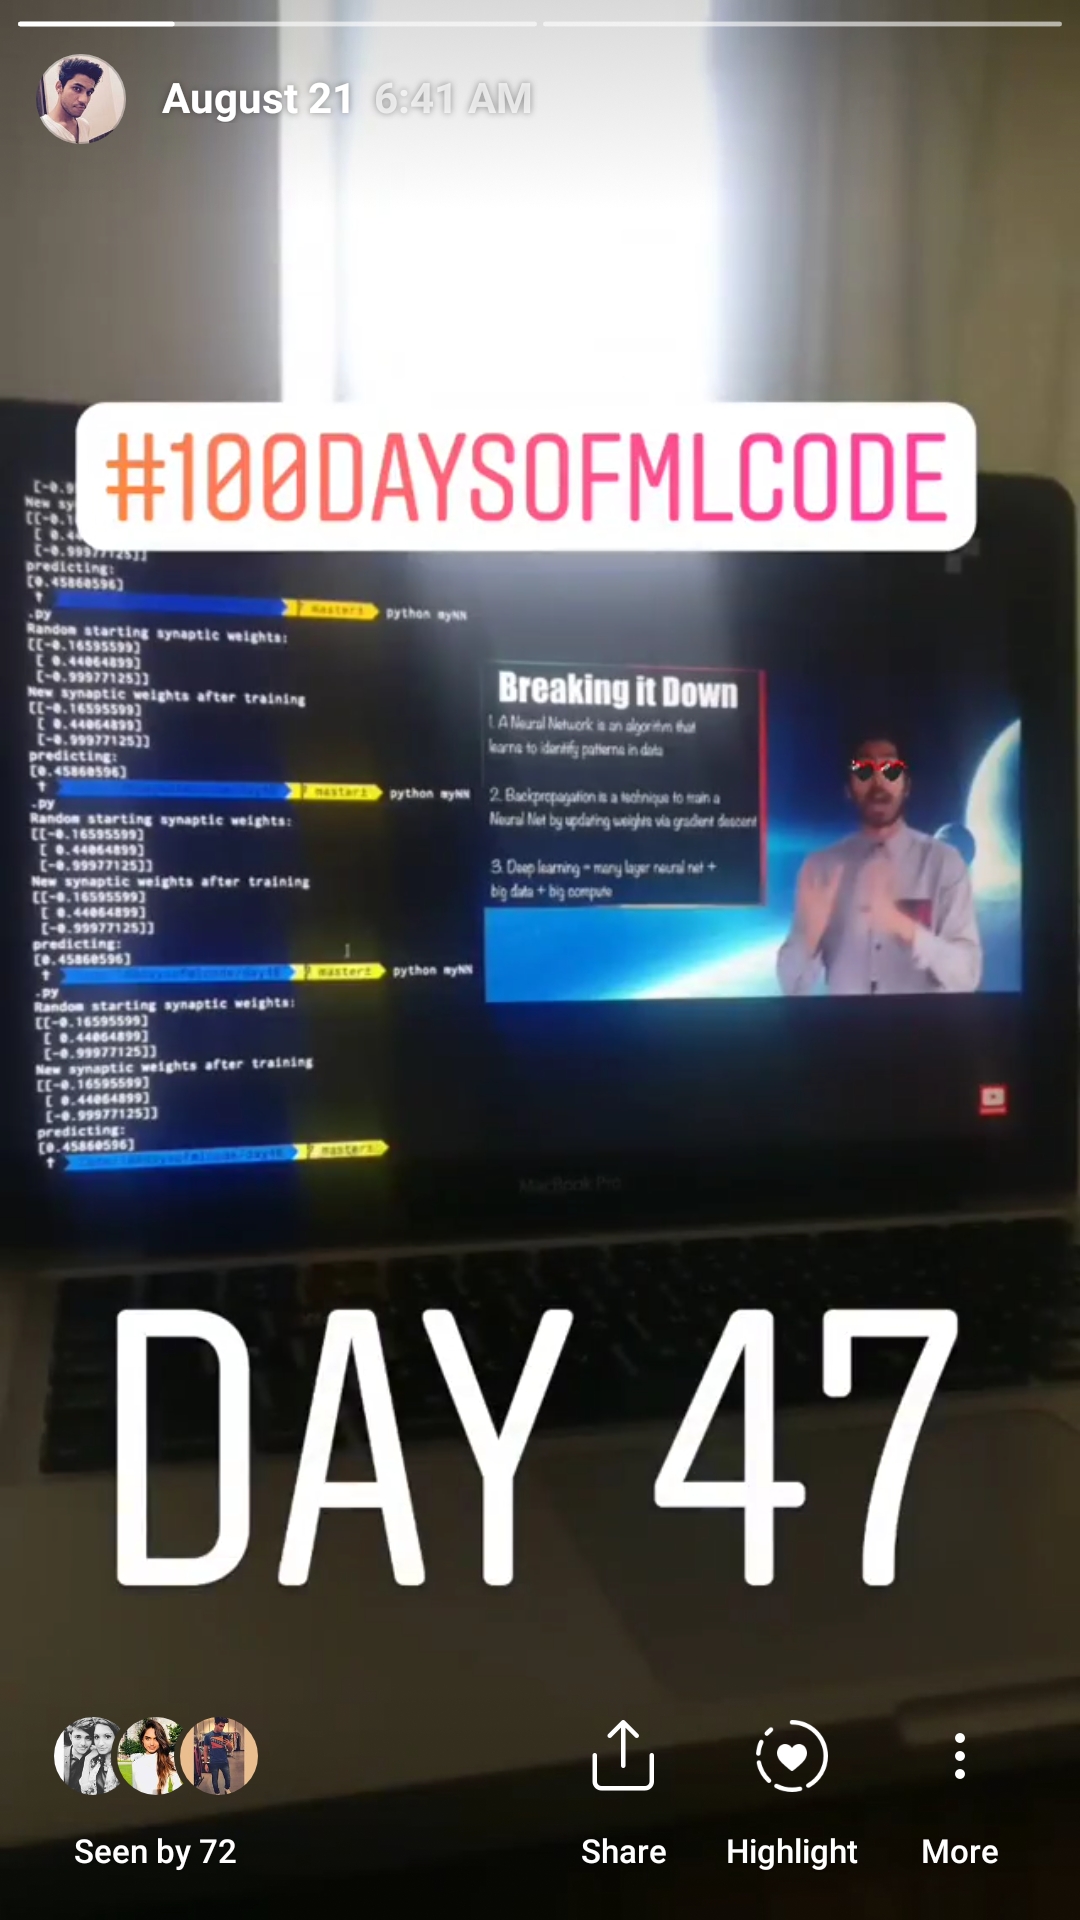 August 21 6:41 AM
#100DAYSOFMLCODE
[-0.99977125]]
predicting:
[0.45860596]
python myNN
.py
Random starting synaptic weights:
[[-0.16595599]
[ 0.44064899]
[-0.99977125]]
New synaptic weights after training
[[-0.16595599]
[ 0.44064899]
[-0.99977125]]
predicting:
[0.45860596]
master± python myNN
.py
Random starting synaptic weights:
[[-0.16595599]
[ 0.44064899]
[-0.99977125]]
New synaptic weights after training
[[-0.16595599]
[ 0.44064899]
[-0.99977125]]
predicting:
[0.45860596]
master± python myNN
.py
Random starting synaptic weights:
[[-0.16595599]
[ 0.44064899]
[-0.99977125]]
New synaptic weights after training
[[-0.16595599]
[ 0.44064899]
[-0.99977125]]
predicting:
[0.45860596]
master±
Breaking it Down
1. A Neural Network is an algorithm that
learns to identify patterns in data
2. Backpropagation is a technique to train a
Neural Net by updating weights via gradient descent
3. Deep learning = many layer neural net +
big data + big compute
MacBook Pro
DAY 47
Seen by 72
Share
Highlight
More